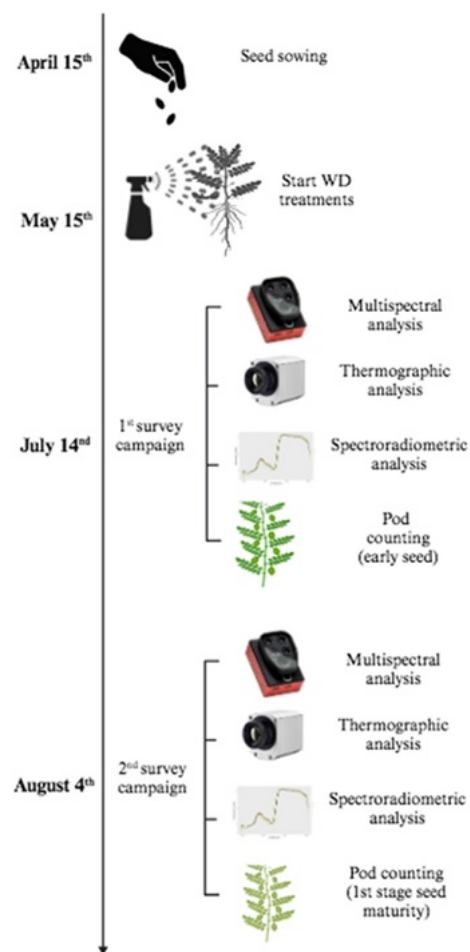 April 15th
Seed sowing
May 15th
Start WD
treatments
July 14nd
1st survey
campaign
Multispectral
analysis
Thermographic
analysis
Spectroradiometric
analysis
Pod
counting
(early seed)
August 4th
2nd survey
campaign
Multispectral
analysis
Thermographic
analysis
Spectroradiometric
analysis
Pod counting
(1st stage seed
maturity)